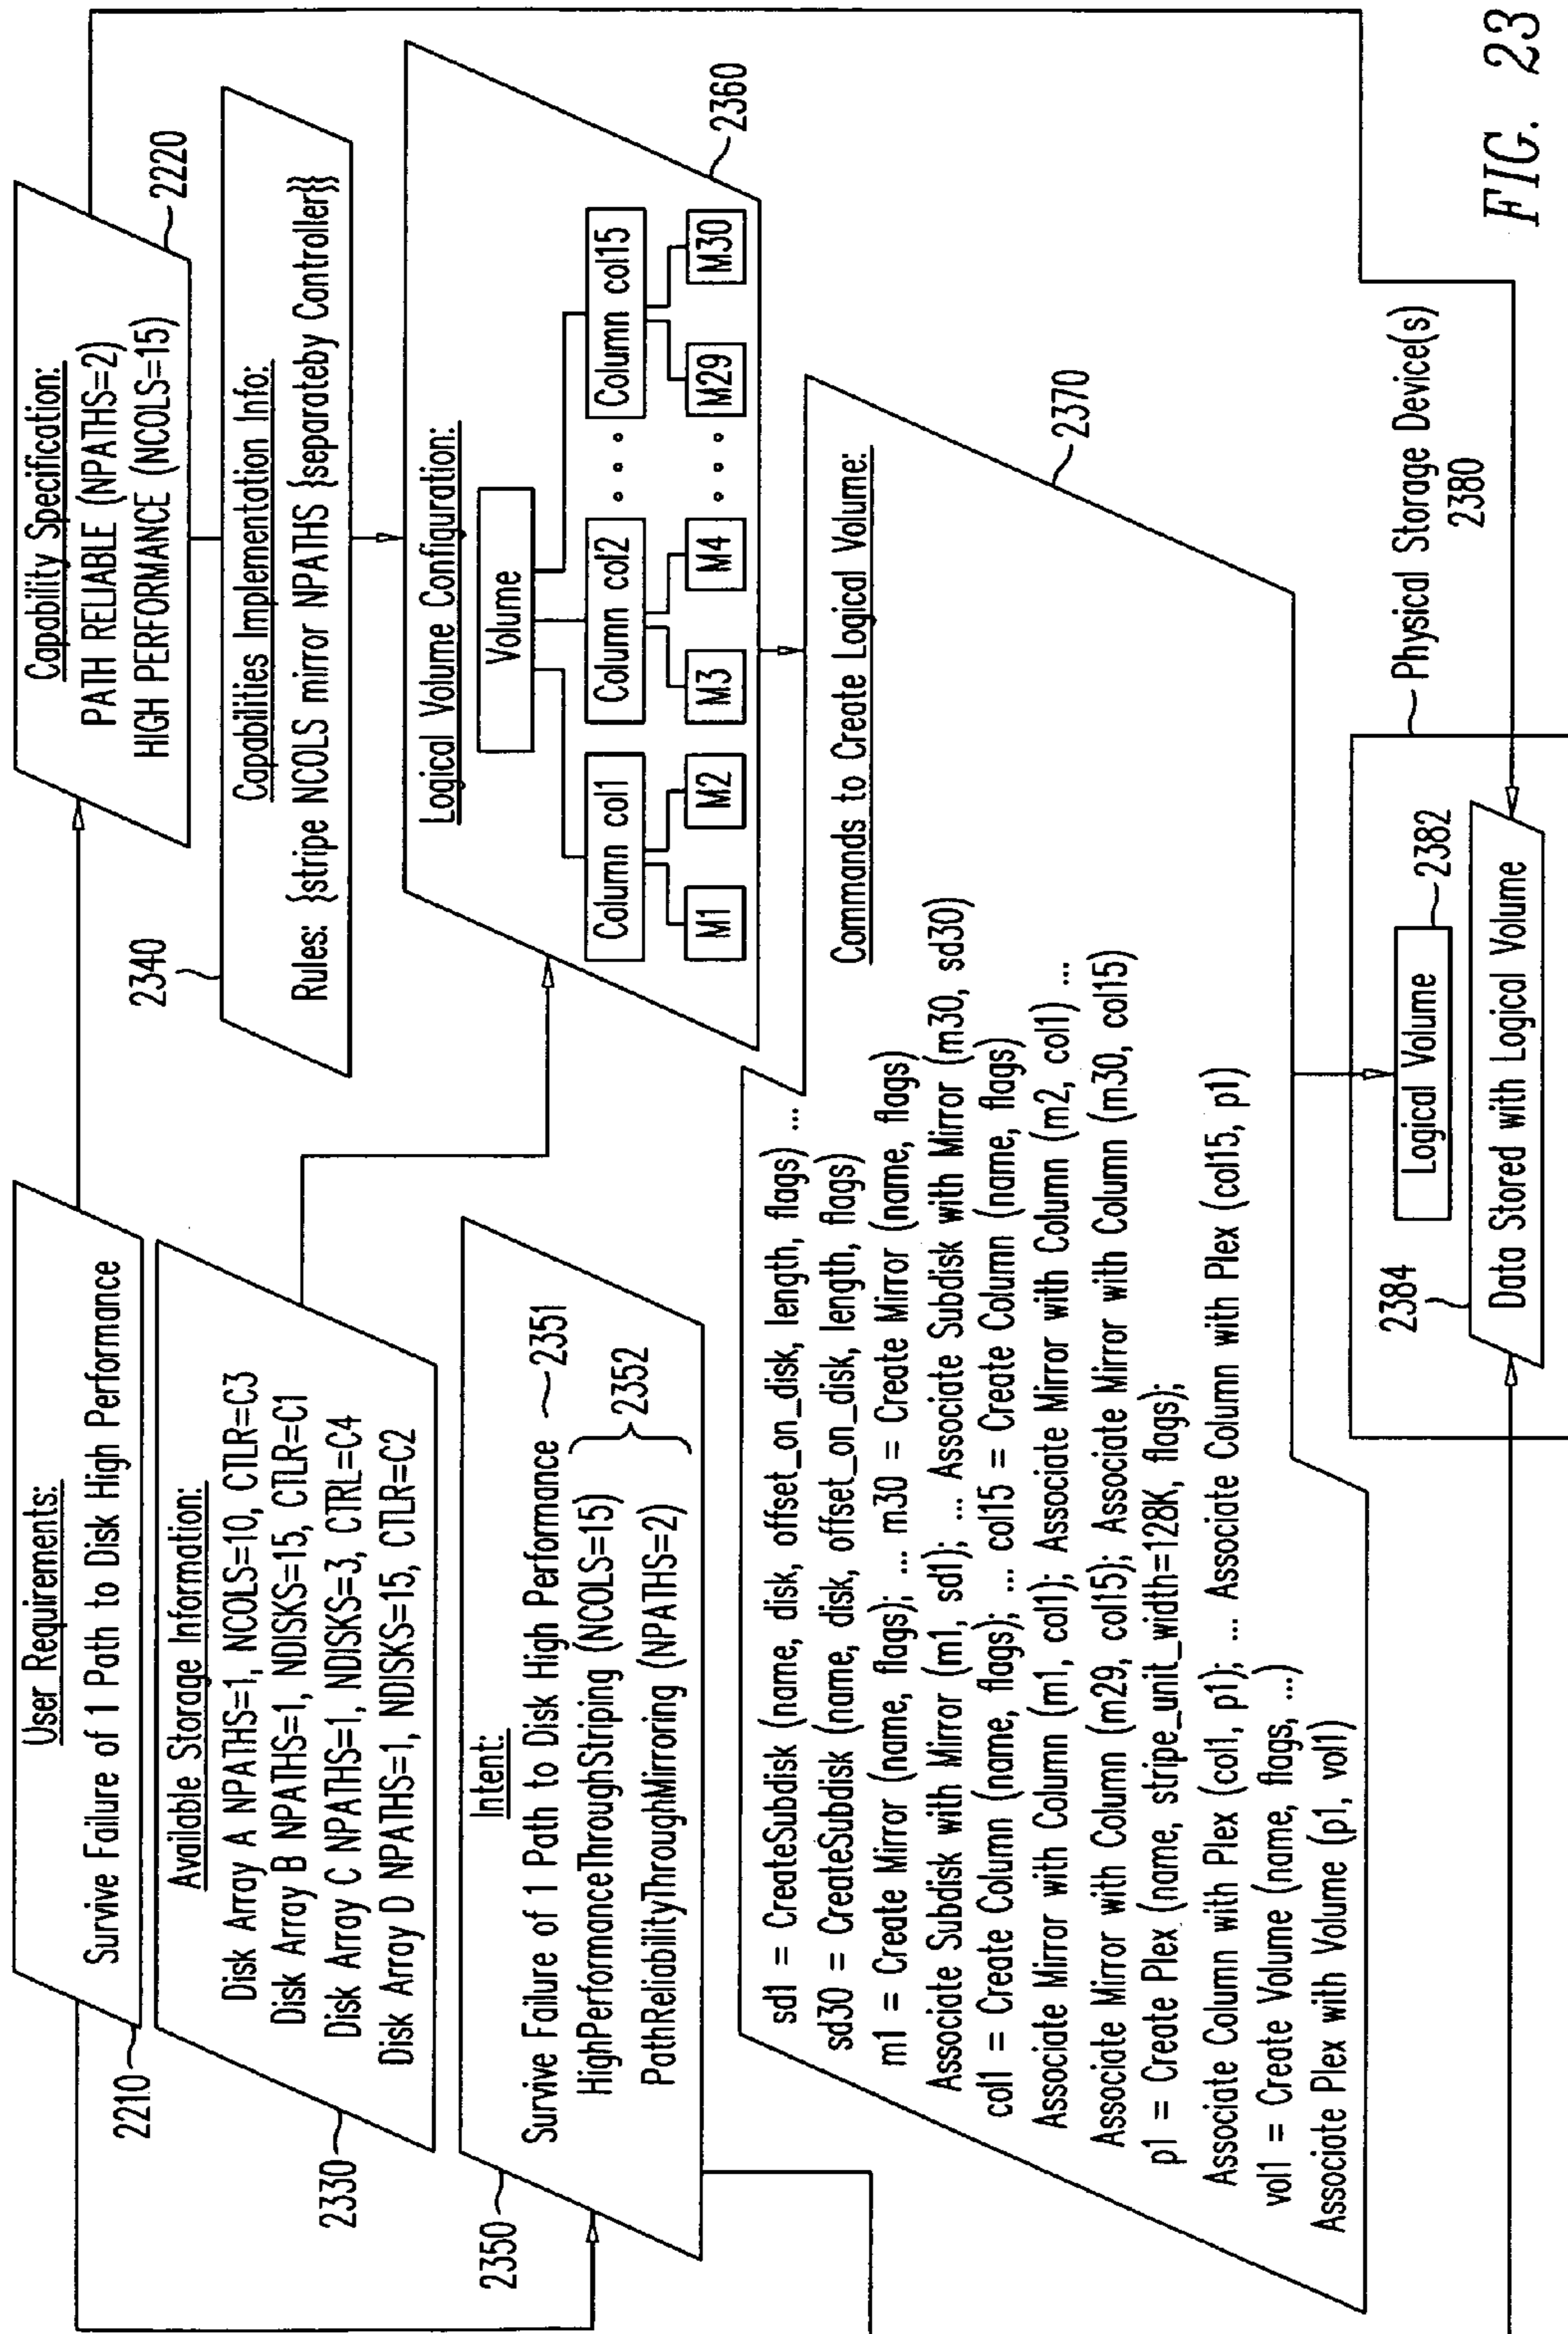 User Requirements:
Survive Failure of 1 Path to Disk High Performance
2210
Capability Specification:
PATH RELIABLE (NPATHS=2)
HIGH PERFORMANCE (NCOLS=15)
2220
Available Storage Information:
Disk Array A NPATHS=1, NCOLS=10, CTLR=C3
Disk Array B NPATHS=1, NDISKS=15, CTLR=C1
Disk Array C NPATHS=1, NDISKS=3, CTRL=C4
Disk Array D NPATHS=1, NDISKS=15, CTLR=C2
2330
2340
Capabilities Implementation Info:
Rules: {stripe NCOLS mirror NPATHS {separateby Controller}}
Intent:
Survive Failure of 1 Path to Disk High Performance
2351
HighPerformanceThroughStriping (NCOLS=15)
PathReliabilityThroughMirroring (NPATHS=2)
2352
2350
Logical Volume Configuration:
Volume
Column col1
Column col2
Column col15
M1
M2
M3
M4
M29
M30
2360
Commands to Create Logical Volume:
sd1 = CreateSubdisk (name, disk, offset_on_disk, length, flags) ...
sd30 = CreateSubdisk (name, disk, offset_on_disk, length, flags)
m1 = Create Mirror (name, flags); ... m30 = Create Mirror (name, flags)
Associate Subdisk with Mirror (m1, sd1); ... Associate Subdisk with Mirror (m30, sd30)
col1 = Create Column (name, flags); ... col15 = Create Column (name, flags)
Associate Mirror with Column (m1, col1); Associate Mirror with Column (m2, col1) ...
Associate Mirror with Column (m29, col15); Associate Mirror with Column (m30, col15)
p1 = Create Plex (name, stripe_unit_width=128K, flags);
Associate Column with Plex (col1, p1); ... Associate Column with Plex (col15, p1)
vol1 = Create Volume (name, flags, ...)
Associate Plex with Volume (p1, vol1)
2370
Physical Storage Device(s)
2380
Logical Volume
2382
2384
Data Stored with Logical Volume
FIG. 23